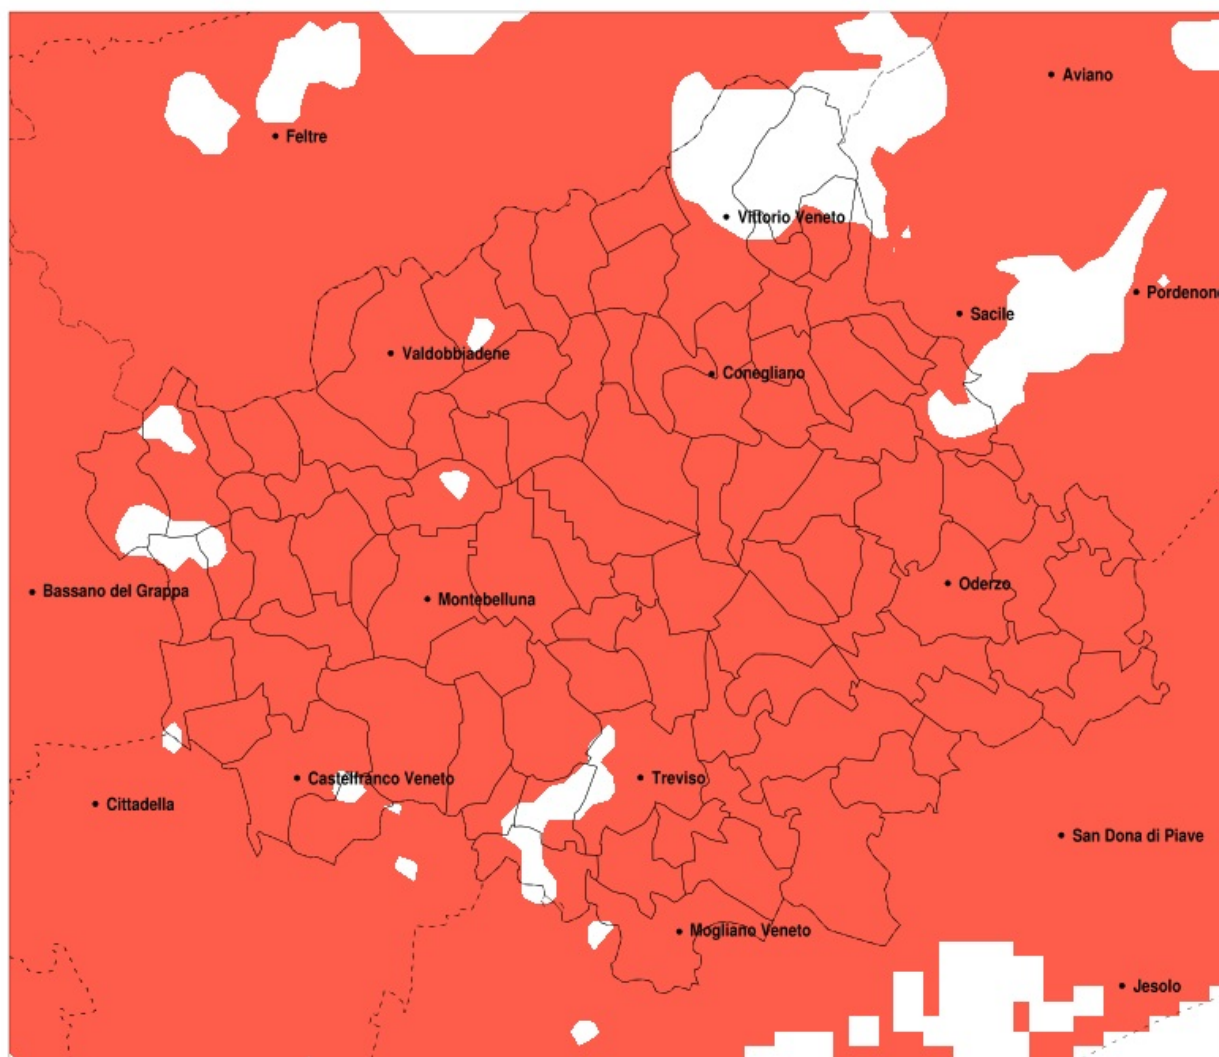 Aviano
Feltre
Vittorio Veneto
Pordenone
Sacile
Valdobbiadene
Conegliano
Oderzo
Bassano del Grappa
Montebelluna
Castelfranco Veneto
Treviso
Cittadella
San Dona di Piave
Mogliano Veneto
Jesolo